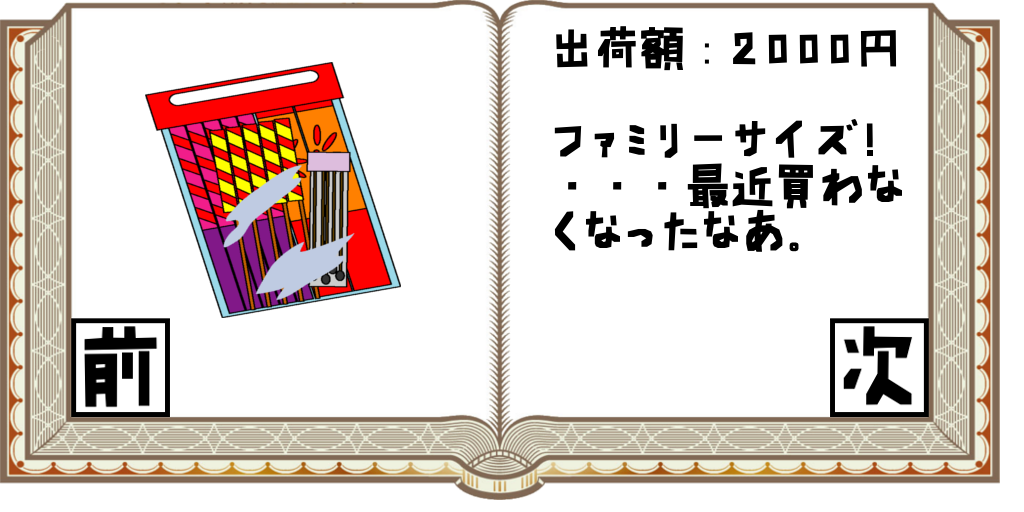 出荷額：２０００円
ファミリーサイズ！
・・・最近買わな
くなったなあ。
前
次